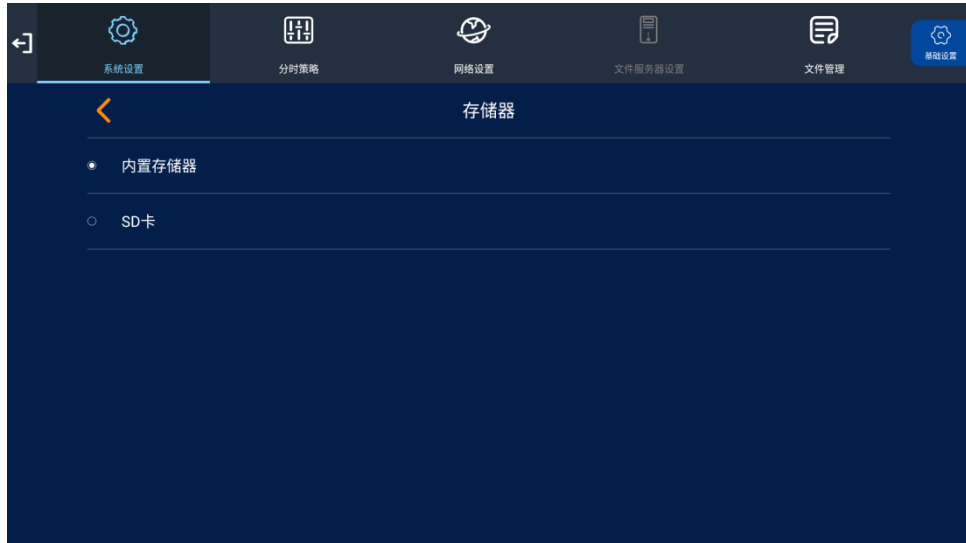 系统设置
分时策略
网络设置
文件服务器设置
文件管理
基础设置
存储器
内置存储器
SD卡